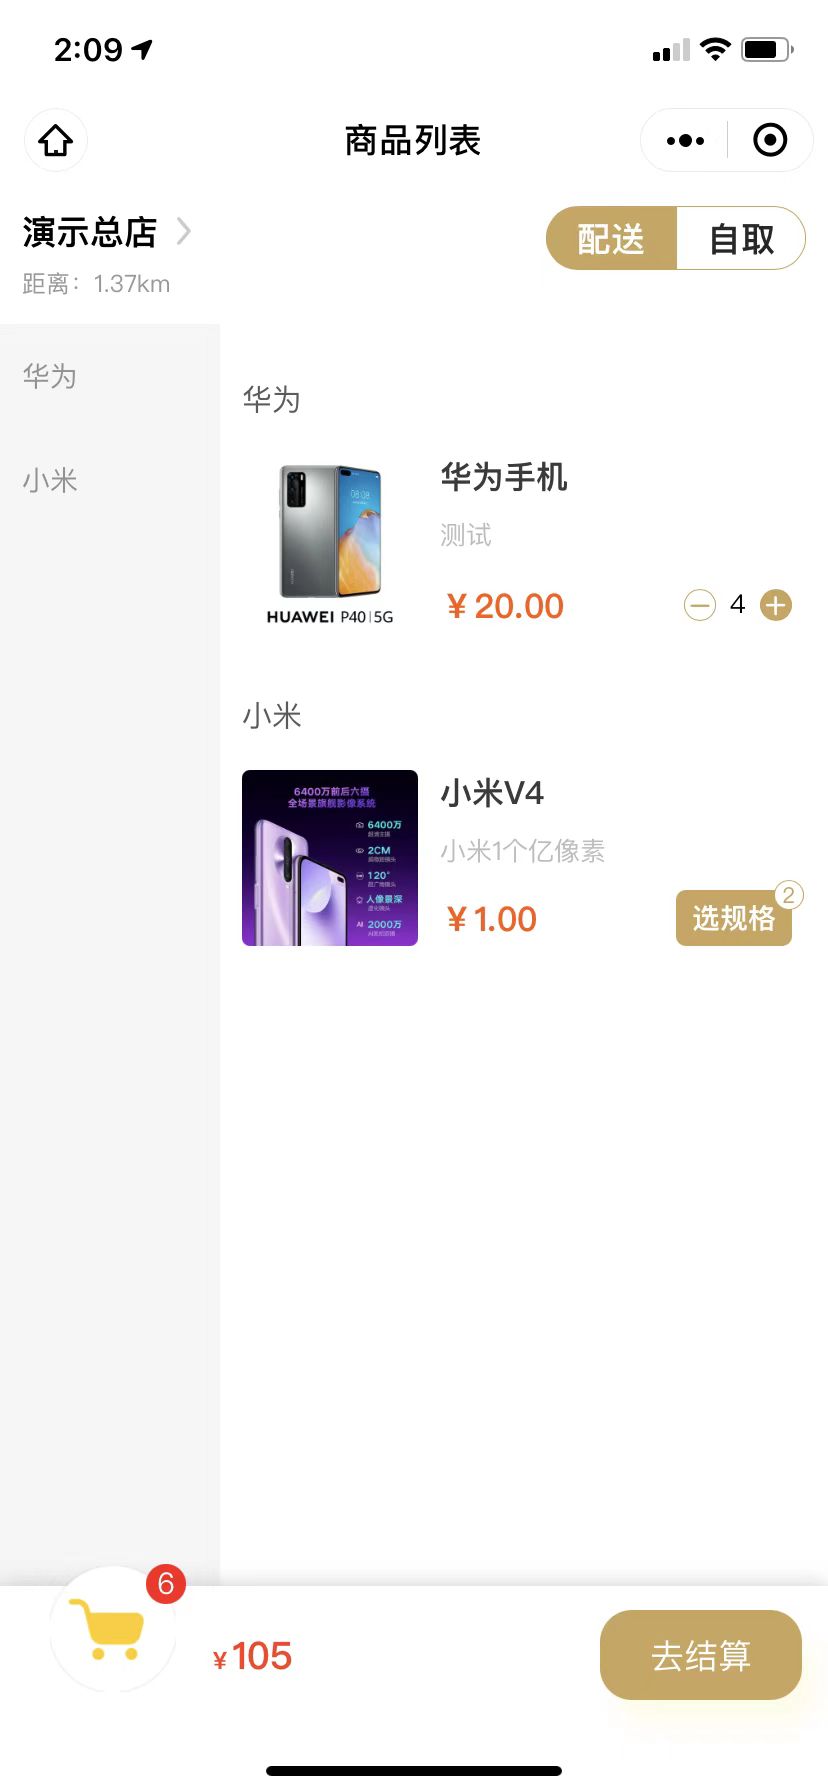 2:09
商品列表
演示总店
距离：1.37km
配送
自取
华为
小米
华为
08:08
HUAWEI P40|5G
华为手机
测试
¥ 20.00
4
小米
6400万前后六摄
全场景旗舰影像系统
6400万
2CM
120°
人像景深
AI 2000万
小米V4
小米1个亿像素
¥ 1.00
选规格
2
6
¥ 105
去结算